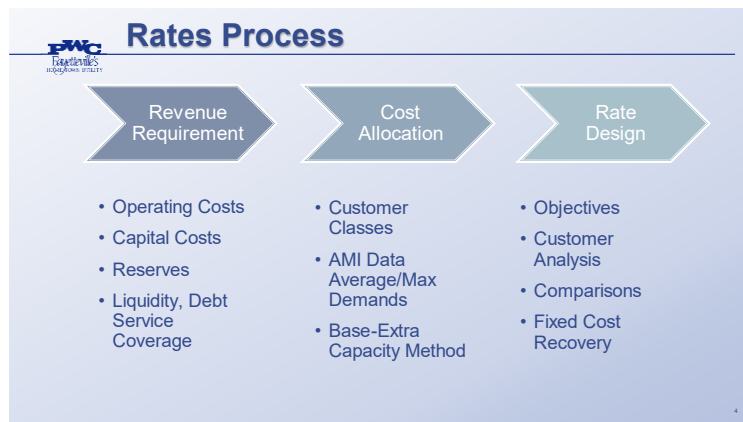 Rates Process
PWC
Fayetteville's
HOMETOWN UTILITY
Revenue
Requirement
Cost
Allocation
Rate
Design
• Operating Costs
• Capital Costs
• Reserves
• Liquidity, Debt
Service
Coverage
• Customer
Classes
• AMI Data
Average/Max
Demands
• Base-Extra
Capacity Method
• Objectives
• Customer
Analysis
• Comparisons
• Fixed Cost
Recovery
4